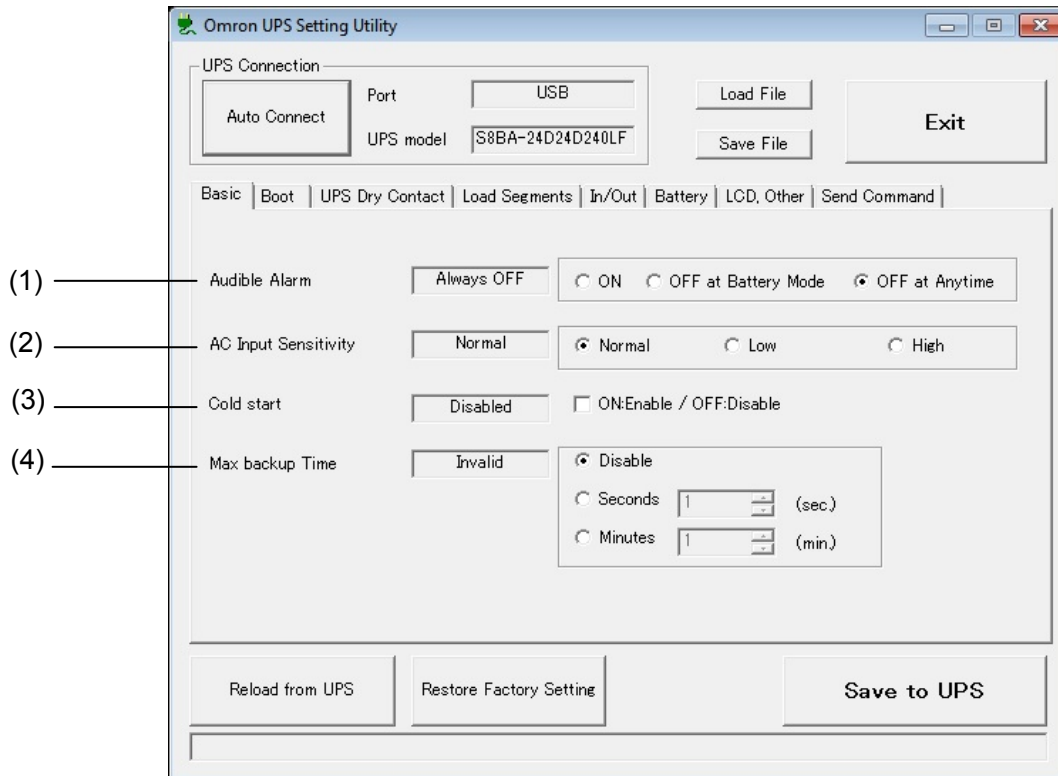 Omron UPS Setting Utility
UPS Connection
Auto Connect
Port
USB
UPS model
S8BA-24D24D240LF
Load File
Save File
Exit
Basic Boot UPS Dry Contact Load Segments In/Out Battery LCD, Other Send Command
(1) Audible Alarm Always OFF ON OFF at Battery Mode OFF at Anytime
(2) AC Input Sensitivity Normal Normal Low High
(3) Cold start Disabled ON:Enable / OFF:Disable
(4) Max backup Time Invalid Disable
Seconds 1 (sec.)
Minutes 1 (min.)
Reload from UPS Restore Factory Setting Save to UPS